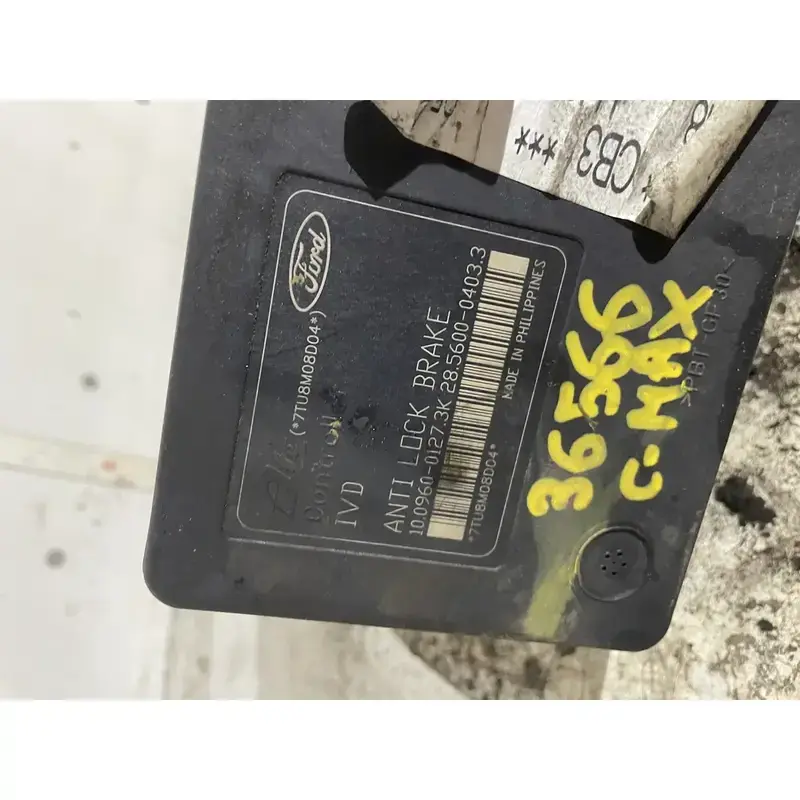 Ford
(*7TU8M08D04*)
IVD
ANTI LOCK BRAKE
10.0960-0127.3K 28.5600-0403.3
*7TU8M08D04*
MADE IN PHILIPPINES
36566
C-MAX
>PBT-GF30<
CB3
***